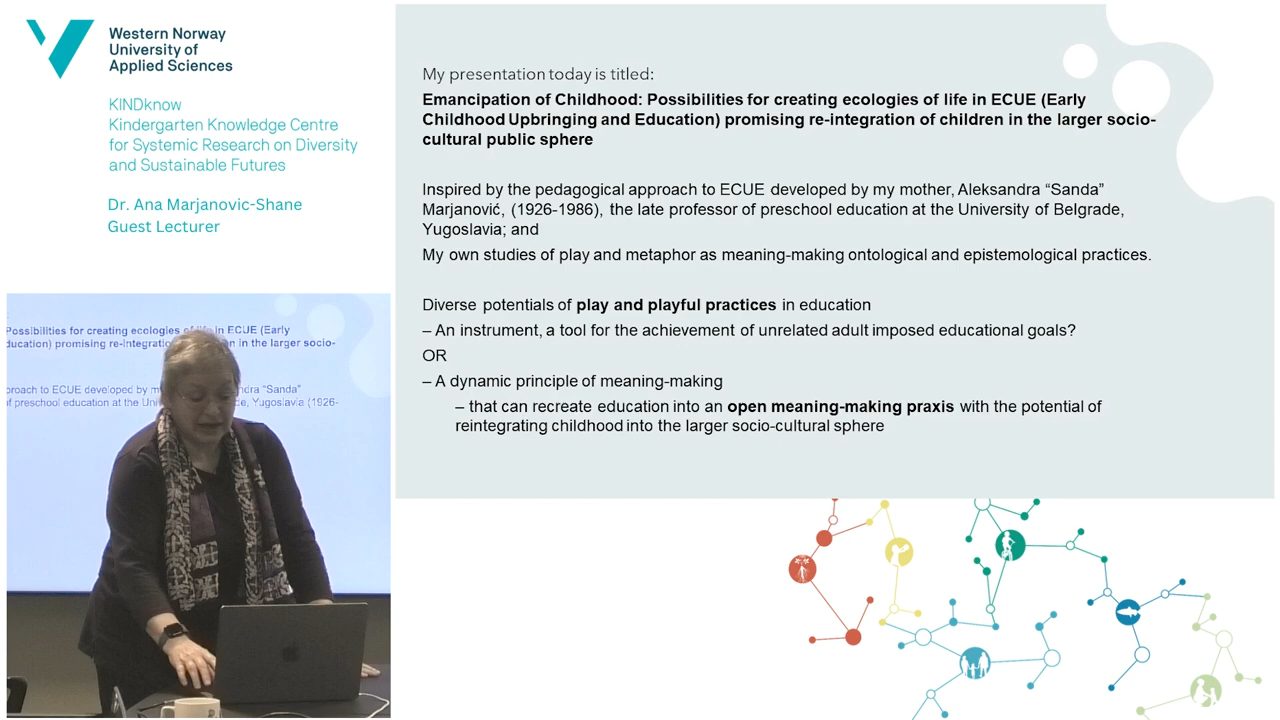 Western Norway
University of
Applied Sciences
KINDknow
Kindergarten Knowledge Centre
for Systemic Research on Diversity
and Sustainable Futures
Dr. Ana Marjanovic-Shane
Guest Lecturer
My presentation today is titled:
Emancipation of Childhood: Possibilities for creating ecologies of life in ECUE (Early
Childhood Upbringing and Education) promising re-integration of children in the larger socio-
cultural public sphere
Inspired by the pedagogical approach to ECUE developed by my mother, Aleksandra “Sanda”
Marjanović, (1926-1986), the late professor of preschool education at the University of Belgrade,
Yugoslavia; and
My own studies of play and metaphor as meaning-making ontological and epistemological practices.
Diverse potentials of play and playful practices in education
– An instrument, a tool for the achievement of unrelated adult imposed educational goals?
OR
– A dynamic principle of meaning-making
– that can recreate education into an open meaning-making praxis with the potential of
reintegrating childhood into the larger socio-cultural sphere
Possibilities for creating ecologies of life in ECUE (Early
promising re-integration in the larger socio-
approach to ECUE developed by “Sanda”
of preschool education at the Yugoslavia (1926-